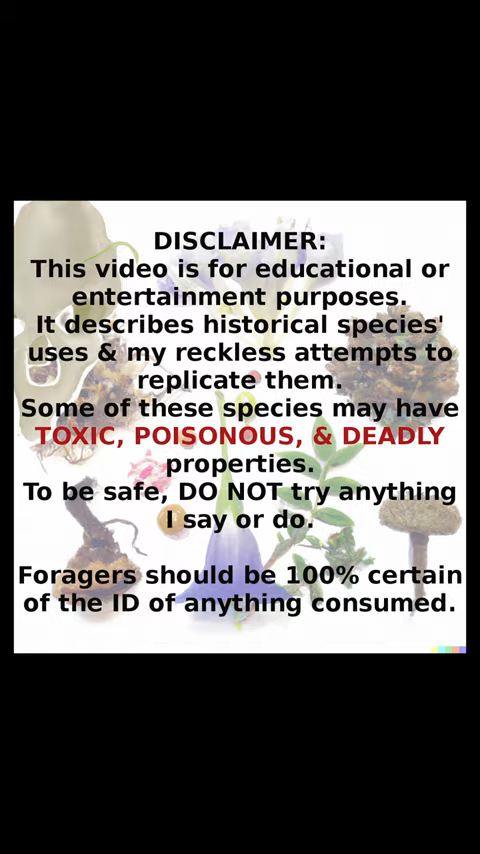 DISCLAIMER:
This video is for educational or
entertainment purposes.
It describes historical species'
uses & my reckless attempts to
replicate them.
Some of these species may have
TOXIC, POISONOUS, & DEADLY
properties.
To be safe, DO NOT try anything
I say or do.
Foragers should be 100% certain
of the ID of anything consumed.